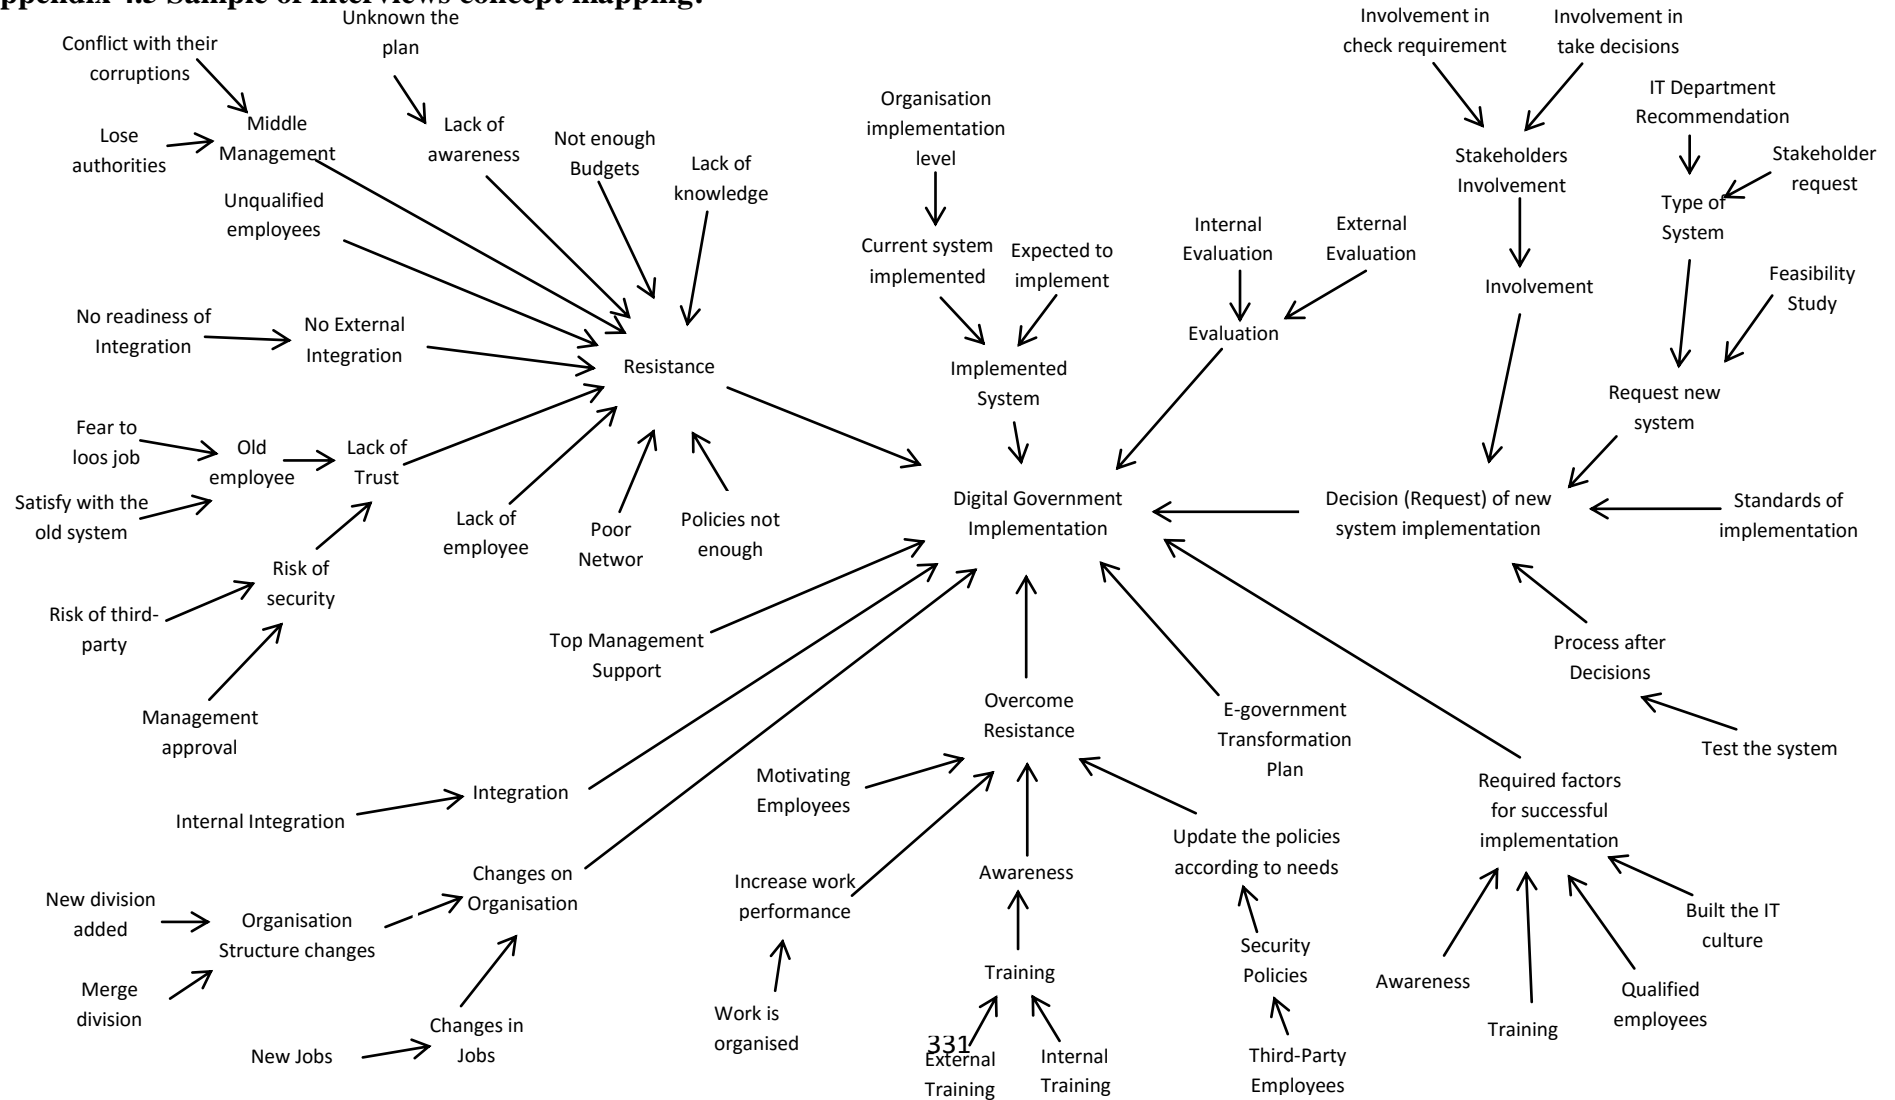 Appendix 4.3 Sample of interviews concept mapping:
Unknown the
plan
Conflict with their
corruptions
Lose
authorities
Middle
Management
Lack of
awareness
Not enough
Budgets
Lack of
knowledge
Unqualified
employees
No readiness of
Integration
No External
Integration
Resistance
Fear to
loos job
Old
employee
Lack of
Trust
Satisfy with the
old system
Lack of
employee
Poor
Networ
Policies not
enough
Risk of
security
Risk of third-
party
Management
approval
Organisation
implementation
level
Current system
implemented
Expected to
implement
Implemented
System
Internal
Evaluation
External
Evaluation
Evaluation
Involvement in
check requirement
Involvement in
take decisions
Stakeholders
Involvement
Involvement
IT Department
Recommendation
Stakeholder
request
Type of
System
Feasibility
Study
Request new
system
Digital Government
Implementation
Decision (Request) of new
system implementation
Standards of
implementation
Process after
Decisions
Test the system
Top Management
Support
Overcome
Resistance
E-government
Transformation
Plan
Required factors
for successful
implementation
Integration
Internal Integration
Motivating
Employees
Changes on
Organisation
New division
added
Organisation
Structure changes
Merge
division
Changes in
Jobs
New Jobs
Increase work
performance
Work is
organised
Awareness
Training
External
Training
Internal
Training
Update the policies
according to needs
Security
Policies
Third-Party
Employees
Awareness
Training
Qualified
employees
Built the IT
culture
331